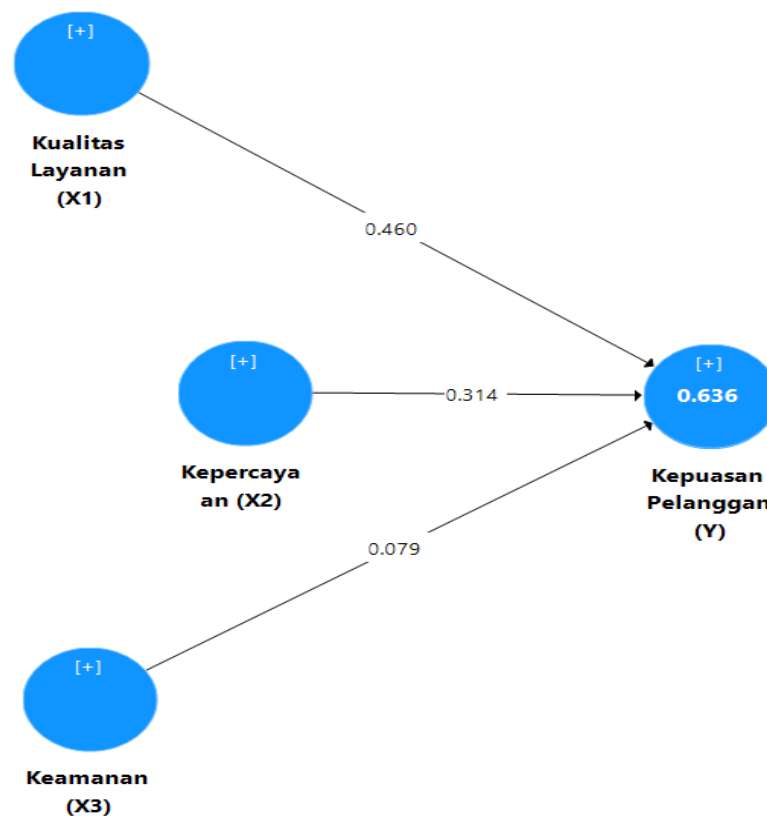 [+]
Kualitas
Layanan
(X1)
0.460
[+]
Kepercaya
an (X2)
0.314
[+]
0.636
Kepuasan
Pelanggan
(Y)
0.079
[+]
Keamanan
(X3)